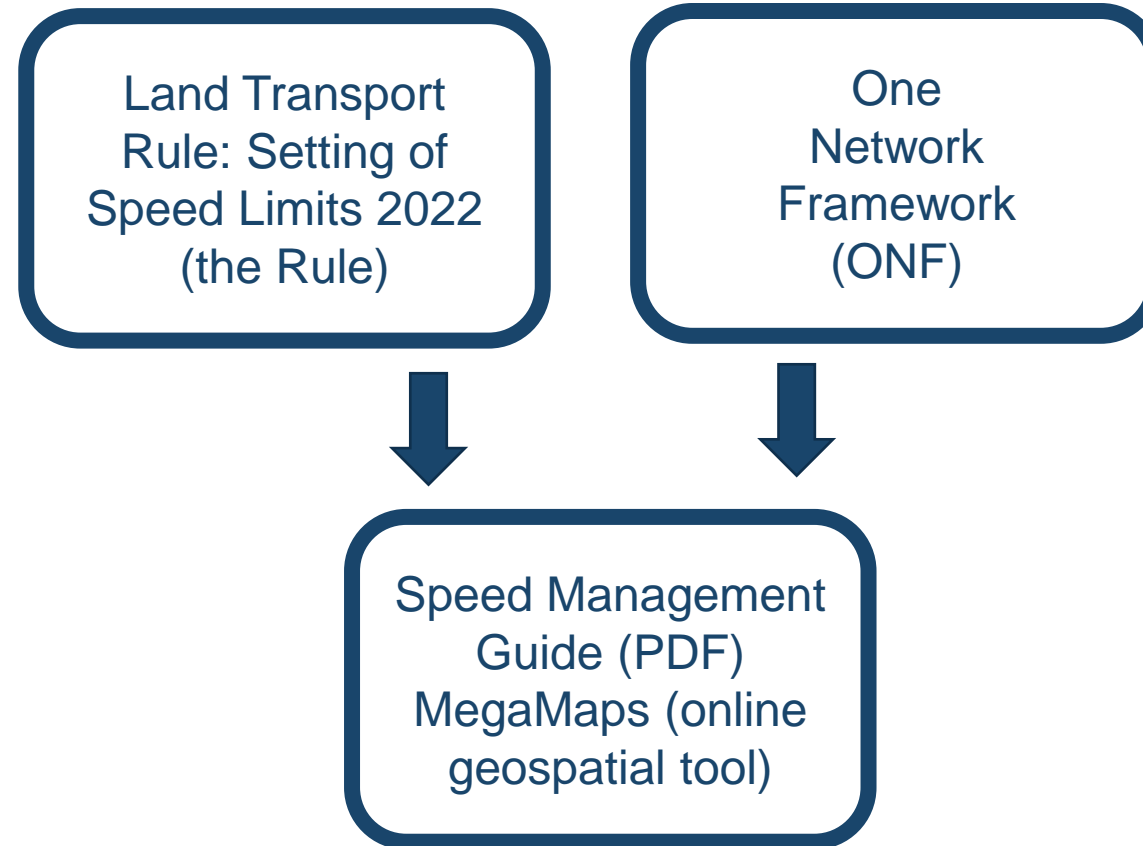 Land Transport
Rule: Setting of
Speed Limits 2022
(the Rule)
One
Network
Framework
(ONF)
Speed Management
Guide (PDF)
MegaMaps (online
geospatial tool)